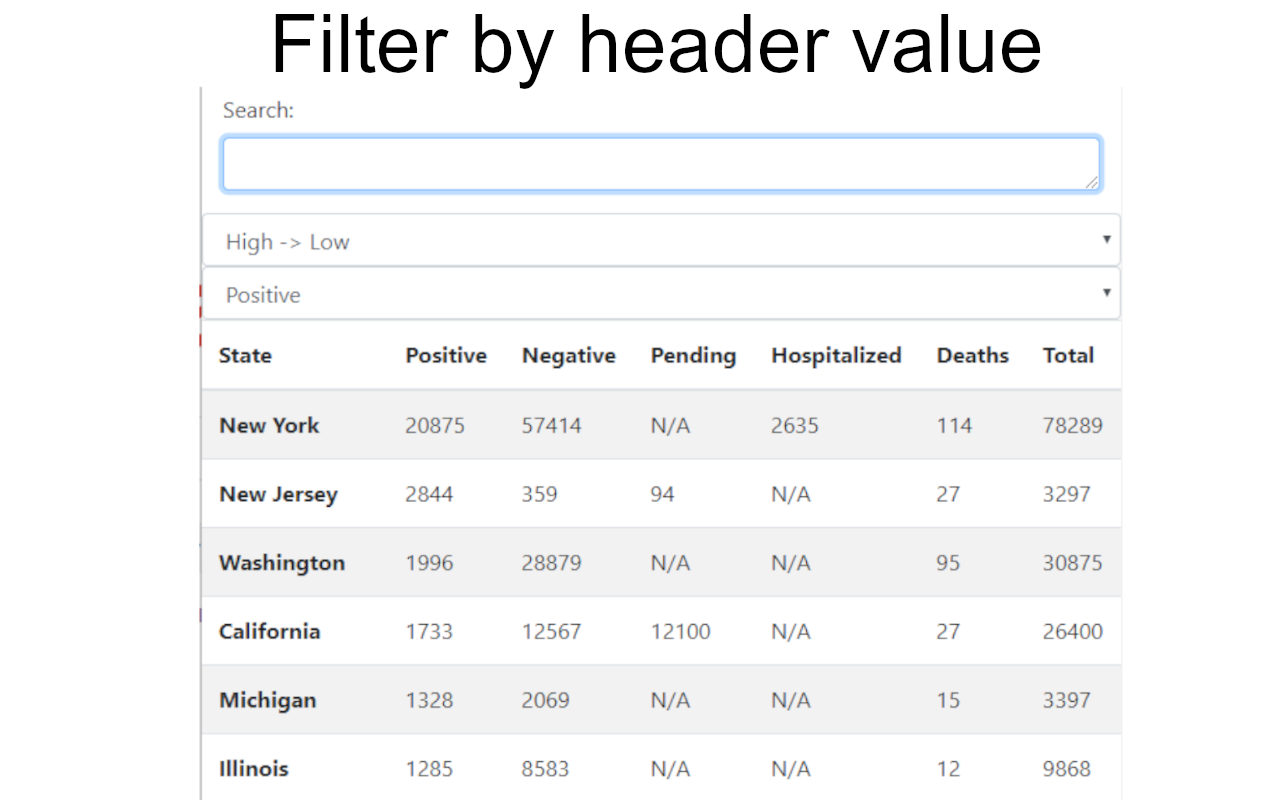 Filter by header value
Search:
High -> Low
Positive
State Positive Negative Pending Hospitalized Deaths Total
New York 20875 57414 N/A 2635 114 78289
New Jersey 2844 359 94 N/A 27 3297
Washington 1996 28879 N/A N/A 95 30875
California 1733 12567 12100 N/A 27 26400
Michigan 1328 2069 N/A N/A 15 3397
Illinois 1285 8583 N/A N/A 12 9868